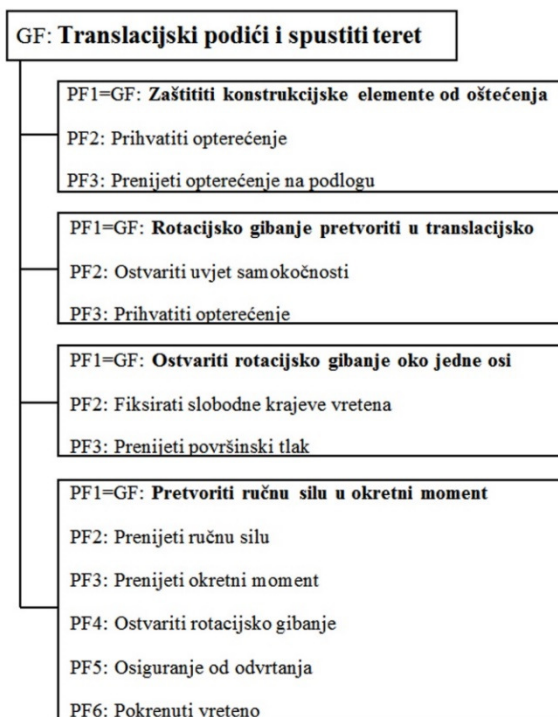 GF: Translacijski podići i spustiti teret
PF1=GF: Zaštititi konstrukcijske elemente od oštećenja
PF2: Prihvatiti opterećenje
PF3: Prenijeti opterećenje na podlogu
PF1=GF: Rotacijsko gibanje pretvoriti u translacijsko
PF2: Ostvariti uvjet samokočnosti
PF3: Prihvatiti opterećenje
PF1=GF: Ostvariti rotacijsko gibanje oko jedne osi
PF2: Fiksirati slobodne krajeve vretena
PF3: Prenijeti površinski tlak
PF1=GF: Pretvoriti ručnu silu u okretni moment
PF2: Prenijeti ručnu silu
PF3: Prenijeti okretni moment
PF4: Ostvariti rotacijsko gibanje
PF5: Osiguranje od odvrtanja
PF6: Pokrenuti vreteno